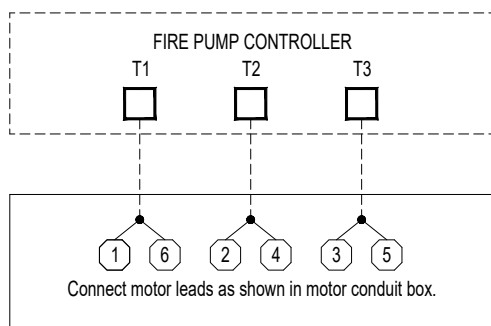 FIRE PUMP CONTROLLER
T1 T2 T3
1 6 2 4 3 5
Connect motor leads as shown in motor conduit box.